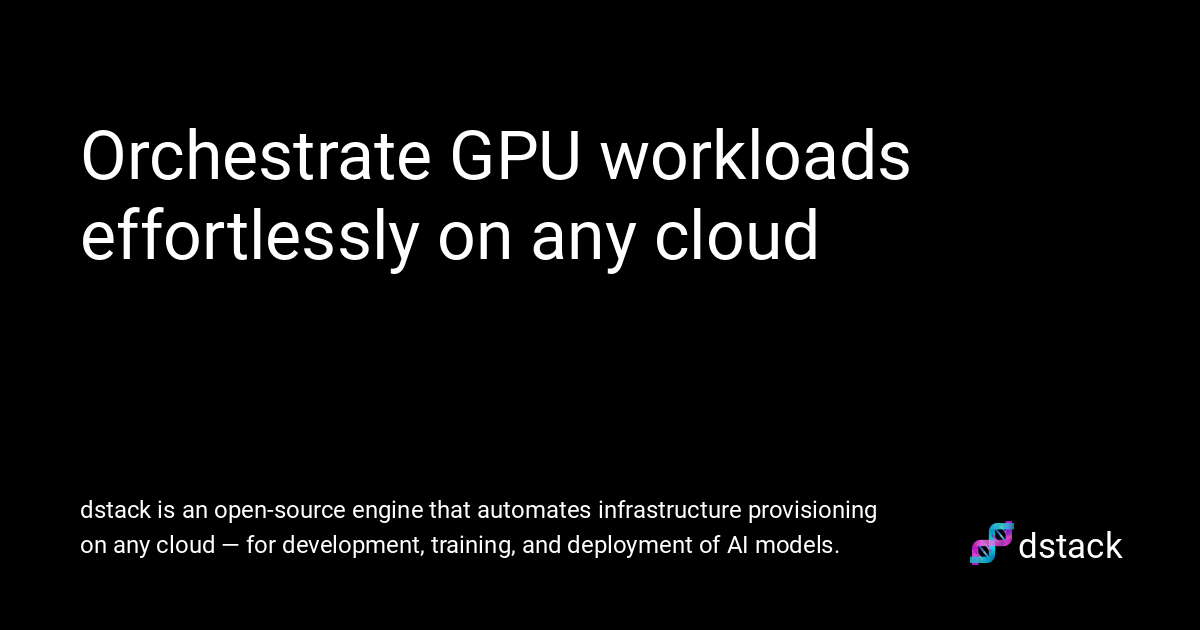 Orchestrate GPU workloads
effortlessly on any cloud
dstack is an open-source engine that automates infrastructure provisioning
on any cloud — for development, training, and deployment of AI models.
dstack